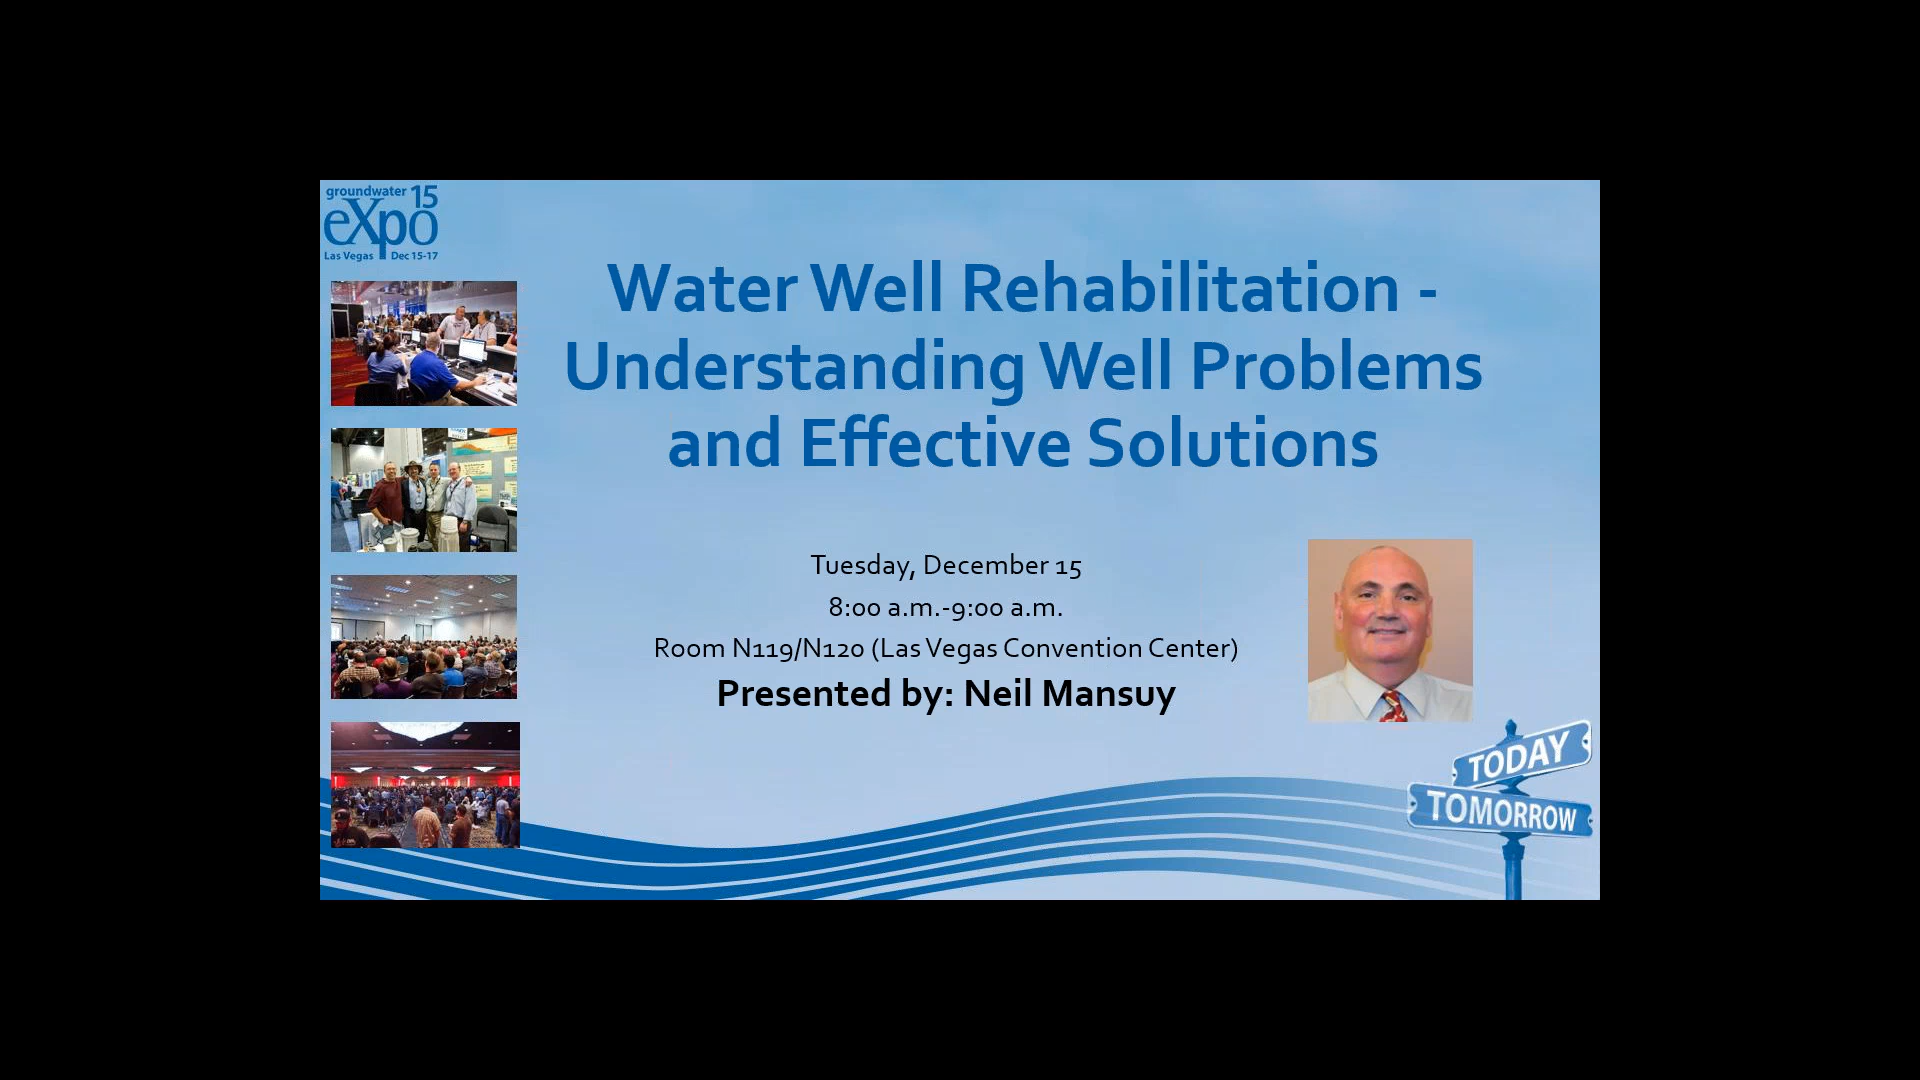 groundwater 15
eXpo
Las Vegas Dec 15-17
Water Well Rehabilitation -
Understanding Well Problems
and Effective Solutions
Tuesday, December 15
8:00 a.m.-9:00 a.m.
Room N119/N120 (Las Vegas Convention Center)
Presented by: Neil Mansuy
TODAY
TOMORROW